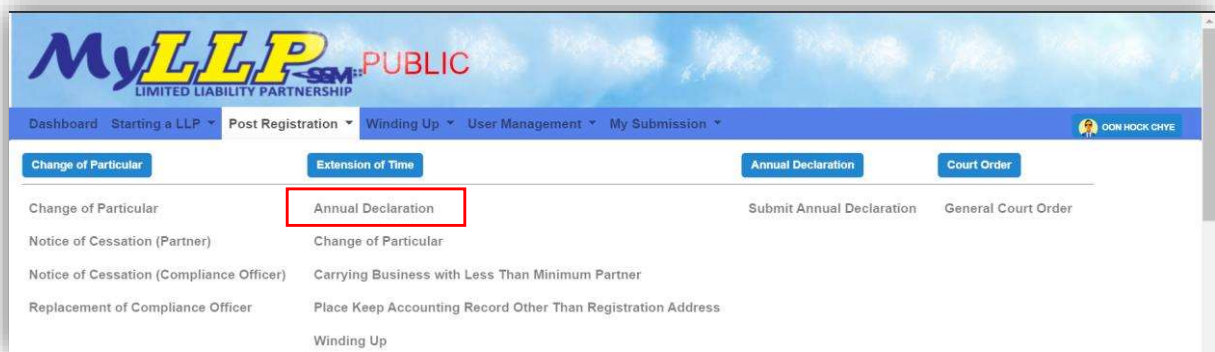 MyLLP SSM PUBLIC
LIMITED LIABILITY PARTNERSHIP
Dashboard Starting a LLP Post Registration Winding Up User Management My Submission OON HOCK CHYE
Change of Particular Extension of Time Annual Declaration Court Order
Change of Particular Annual Declaration Submit Annual Declaration General Court Order
Notice of Cessation (Partner) Change of Particular
Notice of Cessation (Compliance Officer) Carrying Business with Less Than Minimum Partner
Replacement of Compliance Officer Place Keep Accounting Record Other Than Registration Address
Winding Up